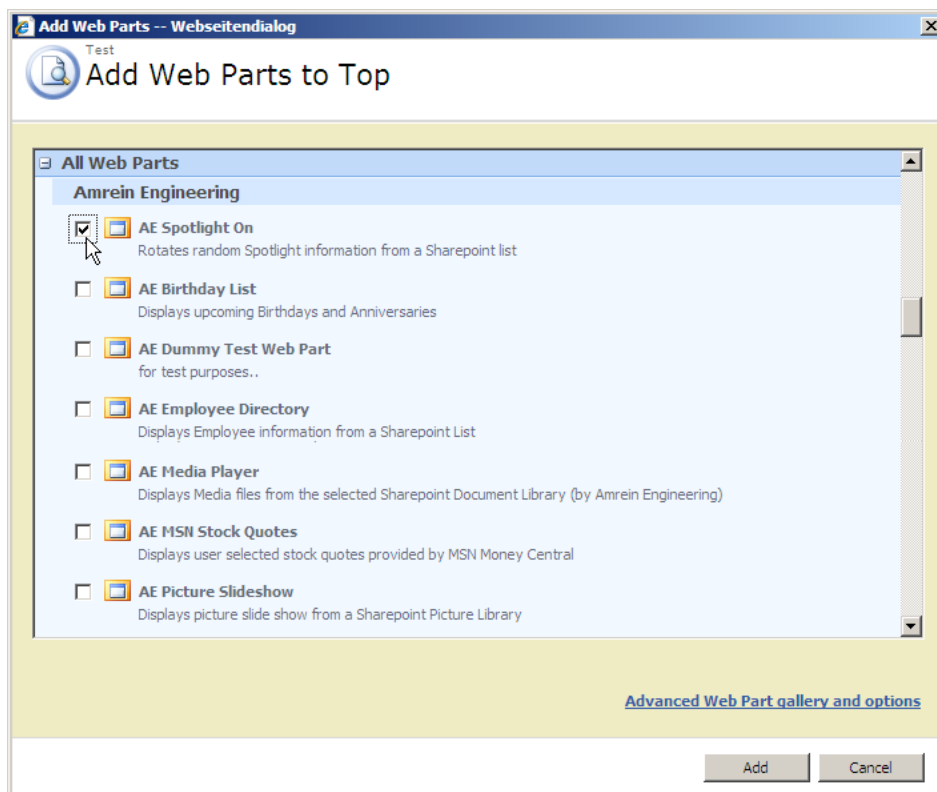 Add Web Parts -- Webseitendialog
Test
Add Web Parts to Top
All Web Parts
Amrein Engineering
AE Spotlight On
Rotates random Spotlight information from a Sharepoint list
AE Birthday List
Displays upcoming Birthdays and Anniversaries
AE Dummy Test Web Part
for test purposes..
AE Employee Directory
Displays Employee information from a Sharepoint List
AE Media Player
Displays Media files from the selected Sharepoint Document Library (by Amrein Engineering)
AE MSN Stock Quotes
Displays user selected stock quotes provided by MSN Money Central
AE Picture Slideshow
Displays picture slide show from a Sharepoint Picture Library
Advanced Web Part gallery and options
Add Cancel